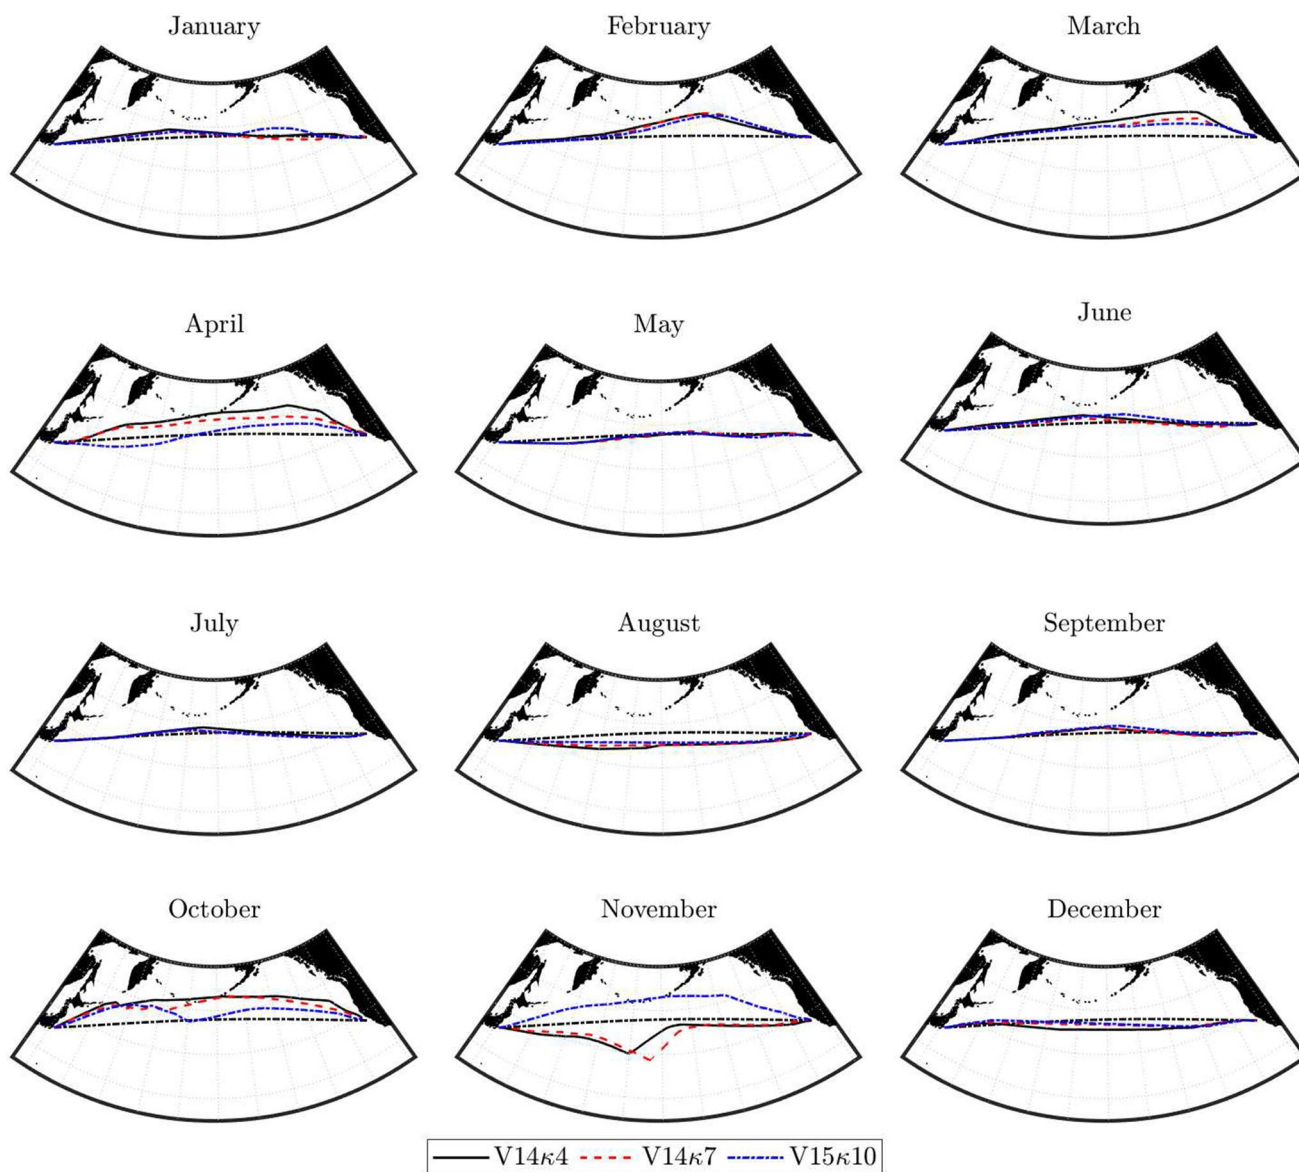 January
February
March
April
May
June
July
August
September
October
November
December
V14κ4 V14κ7 V15κ10